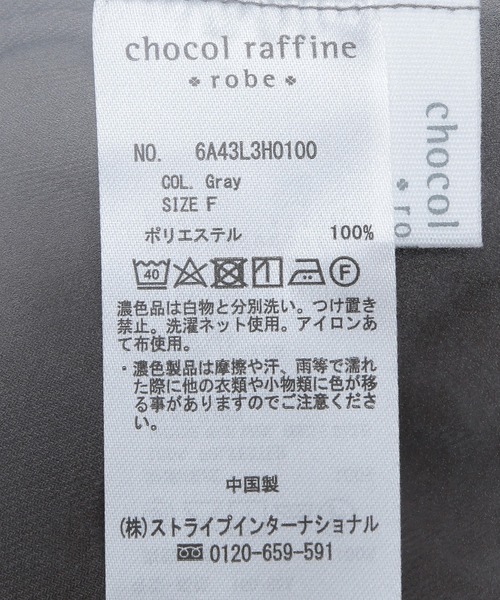 chocol raffine
robe
NO. 6A43L3H0100
COL. Gray
SIZE F
ポリエステル 100%
40 F
濃色品は白物と分別洗い。つけ置き
禁止。洗濯ネット使用。アイロンあ
て布使用。
・濃色製品は摩擦や汗、雨等で濡れ
た際に他の衣類や小物類に色が移
る事がありますのでご注意くださ
い。
中国製
(株)ストライプインターナショナル
0120-659-591
chocol
ro